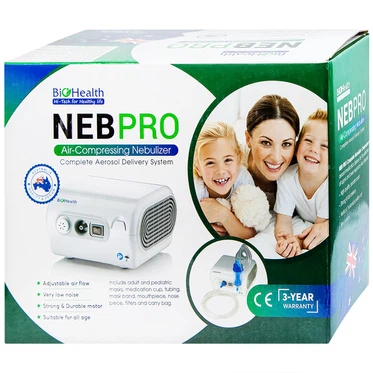 BiOHealth
Hi-Tech for Healthy life
NEBPRO
Air-Compressing Nebulizer
Complete Aerosol Delivery System
BiOHealth
Adjustable air flow
Very low noise
Strong & Durable motor
Suitable for all age
Include adult and pediatric
masks, medication cup, tubing,
mask band, mouthpiece, nose
piece, filters and carry bag.
CE
3-YEAR
WARRANTY